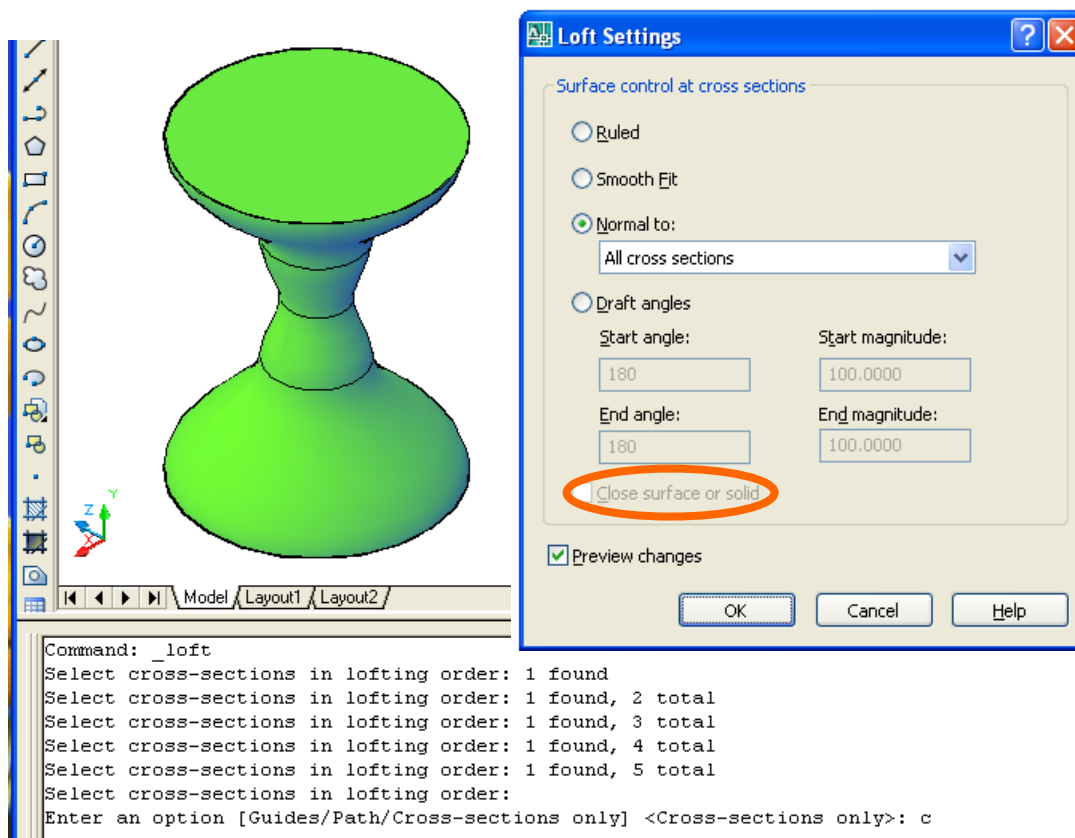 Loft Settings
Surface control at cross sections
Ruled
Smooth Fit
Normal to:
All cross sections
Draft angles
Start angle:
Start magnitude:
180
100.0000
End angle:
End magnitude:
180
100.0000
Close surface or solid
Preview changes
OK
Cancel
Help
Z
Y
Model
Layout1
Layout2
Command: _loft
Select cross-sections in lofting order: 1 found
Select cross-sections in lofting order: 1 found, 2 total
Select cross-sections in lofting order: 1 found, 3 total
Select cross-sections in lofting order: 1 found, 4 total
Select cross-sections in lofting order: 1 found, 5 total
Select cross-sections in lofting order:
Enter an option [Guides/Path/Cross-sections only] <Cross-sections only>: c